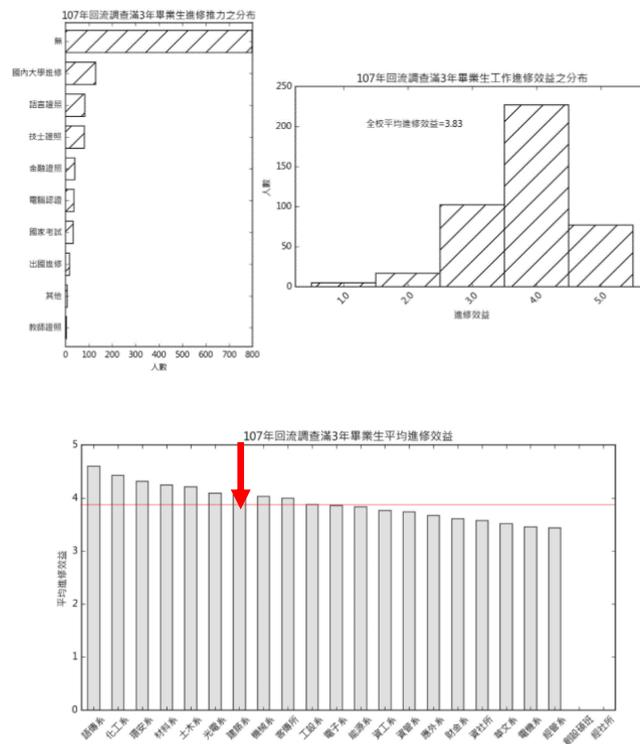 107年回流調查滿3年畢業生進修推力之分布
無
國內大學進修
語言證照
技士證照
金融證照
電腦認證
國家考試
出國進修
其他
教師證照
0 100 200 300 400 500 600 700 800
人數
107年回流調查滿3年畢業生工作進修效益之分布
全校平均進修效益=3.83
250
200
150
100
50
0
人數
1.0 2.0 3.0 4.0 5.0
進修效益
107年回流調查滿3年畢業生平均進修效益
5
4
3
2
1
0
平均進修效益
語傳系 化工系 環安系 材料系 土木系 光電系 建築系 機械系 客傳所 工設系 電子系 能源系 資工系 資管系 應外系 財金系 資社所 華文系 電機系 經管系 創設碩班 經社所